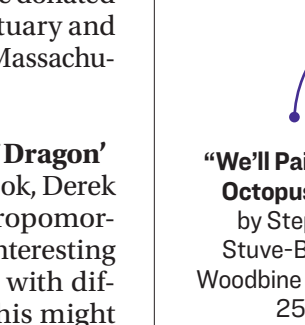 donated
tuary and
Massachu-
Dragon’
ok, Derek
ropomor-
nteresting
with dif-
his might
“We’ll Pai
Octopus
by Step
Stuve-B
Woodbine
25